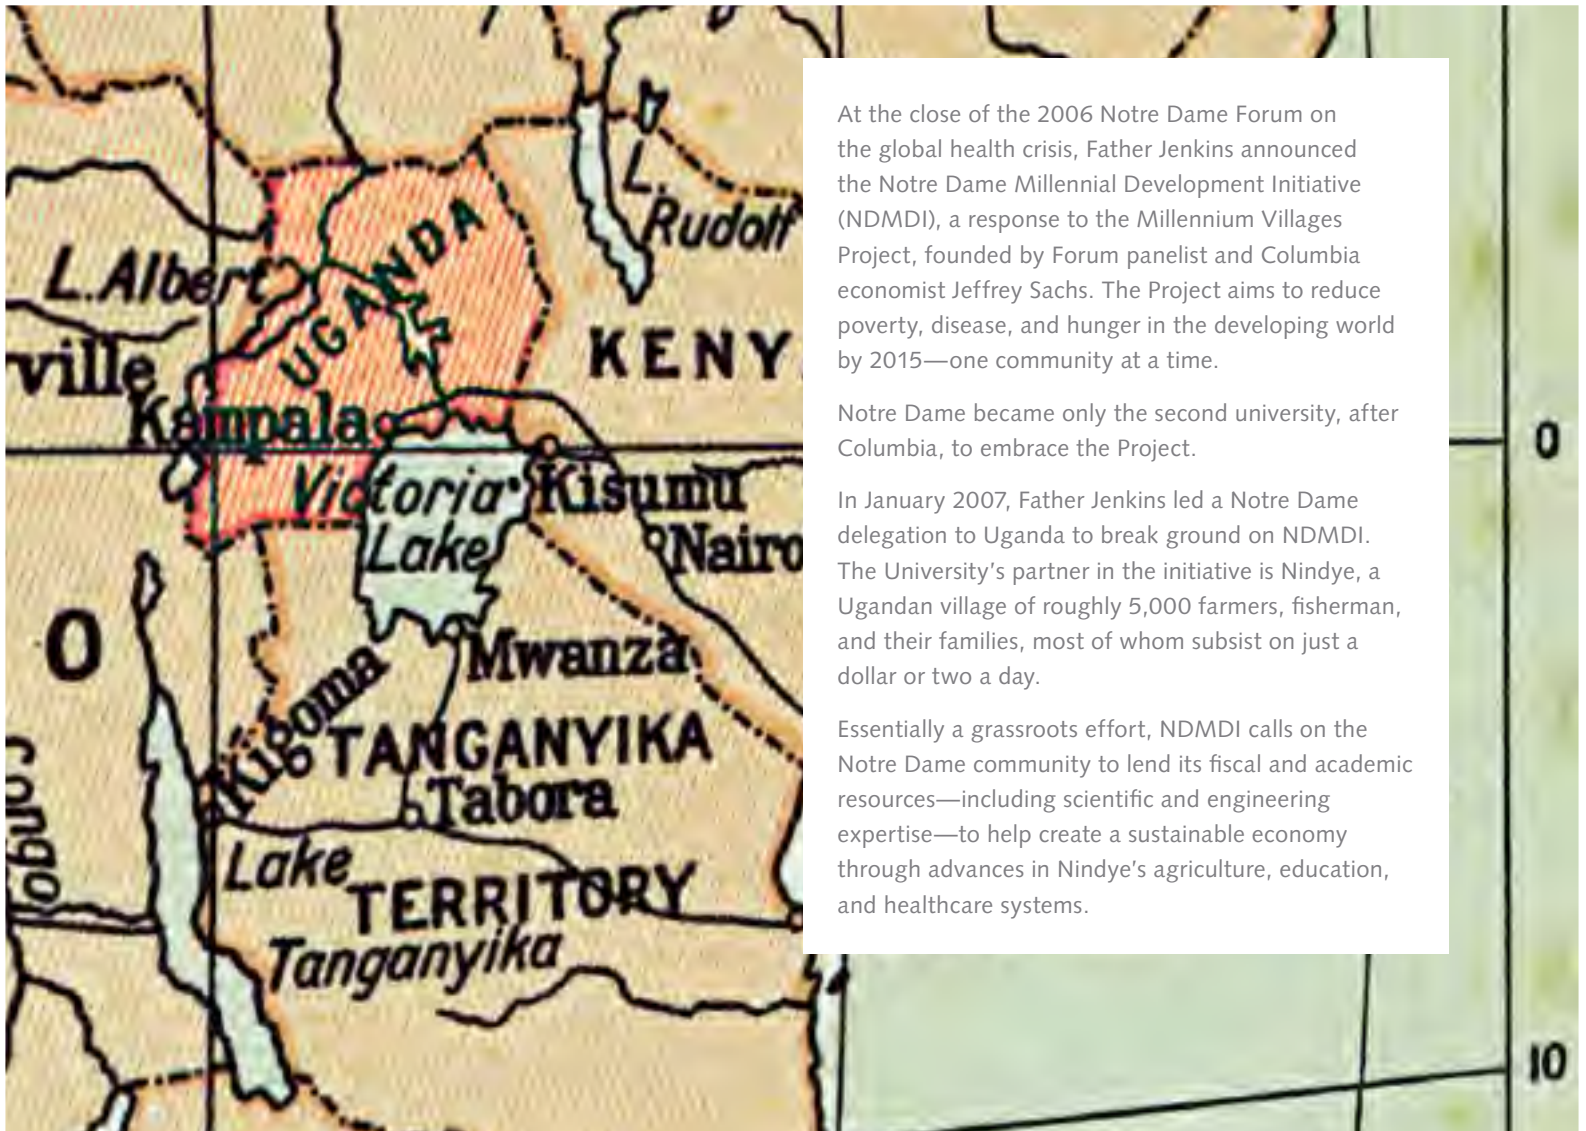 L. Rudolf
L. Albert
UGANDA
KENY
ville
Kampala
Victoria
Lake
Kisumu
Nairo
O
Mwanza
Kigoma
TANGANYIKA
Tabora
Congo
Lake
TERRITORY
Tanganyika
At the close of the 2006 Notre Dame Forum on
the global health crisis, Father Jenkins announced
the Notre Dame Millennial Development Initiative
(NDMDI), a response to the Millennium Villages
Project, founded by Forum panelist and Columbia
economist Jeffrey Sachs. The Project aims to reduce
poverty, disease, and hunger in the developing world
by 2015—one community at a time.
Notre Dame became only the second university, after
Columbia, to embrace the Project.
In January 2007, Father Jenkins led a Notre Dame
delegation to Uganda to break ground on NDMDI.
The University’s partner in the initiative is Nindye, a
Ugandan village of roughly 5,000 farmers, fisherman,
and their families, most of whom subsist on just a
dollar or two a day.
Essentially a grassroots effort, NDMDI calls on the
Notre Dame community to lend its fiscal and academic
resources—including scientific and engineering
expertise—to help create a sustainable economy
through advances in Nindye’s agriculture, education,
and healthcare systems.
0
10